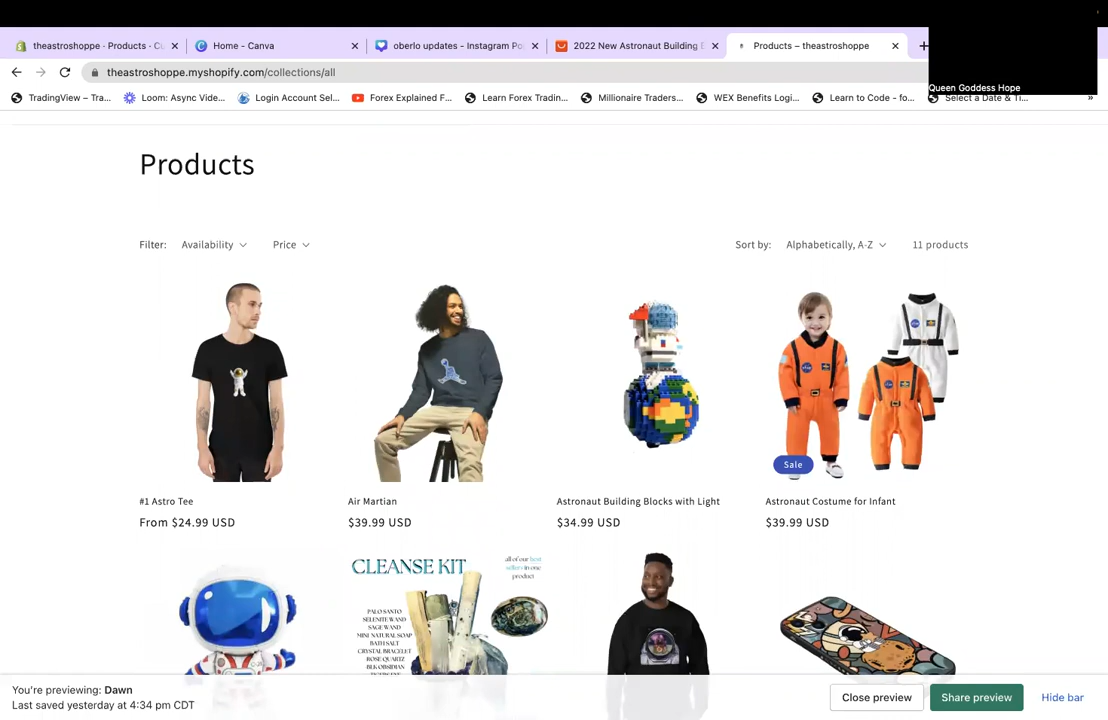 theastroshoppe · Products · Cu
Home - Canva
oberlo updates - Instagram Po
2022 New Astronaut Building B
Products – theastroshoppe
theastroshoppe.myshopify.com/collections/all
Queen Goddess Hope
TradingView – Tra...
Loom: Async Vide...
Login Account Sel...
Forex Explained F...
Learn Forex Tradin...
Millionaire Traders...
WEX Benefits Logi...
Learn to Code - fo...
Select a Date & Ti...
»
Products
Filter: Availability Price
Sort by: Alphabetically, A-Z 11 products
Sale
#1 Astro Tee
From $24.99 USD
Air Martian
$39.99 USD
Astronaut Building Blocks with Light
$34.99 USD
Astronaut Costume for Infant
$39.99 USD
CLEANSE KIT
all of our best
sellers in one
product
PALO SANTO
SELENITE WAND
SAGE WAND
MINI NATURAL SOAP
BATH SALT
CRYSTAL BRACELET
ROSE QUARTZ
BLK OBSIDIAN
You're previewing: Dawn
Last saved yesterday at 4:34 pm CDT
Close preview
Share preview
Hide bar